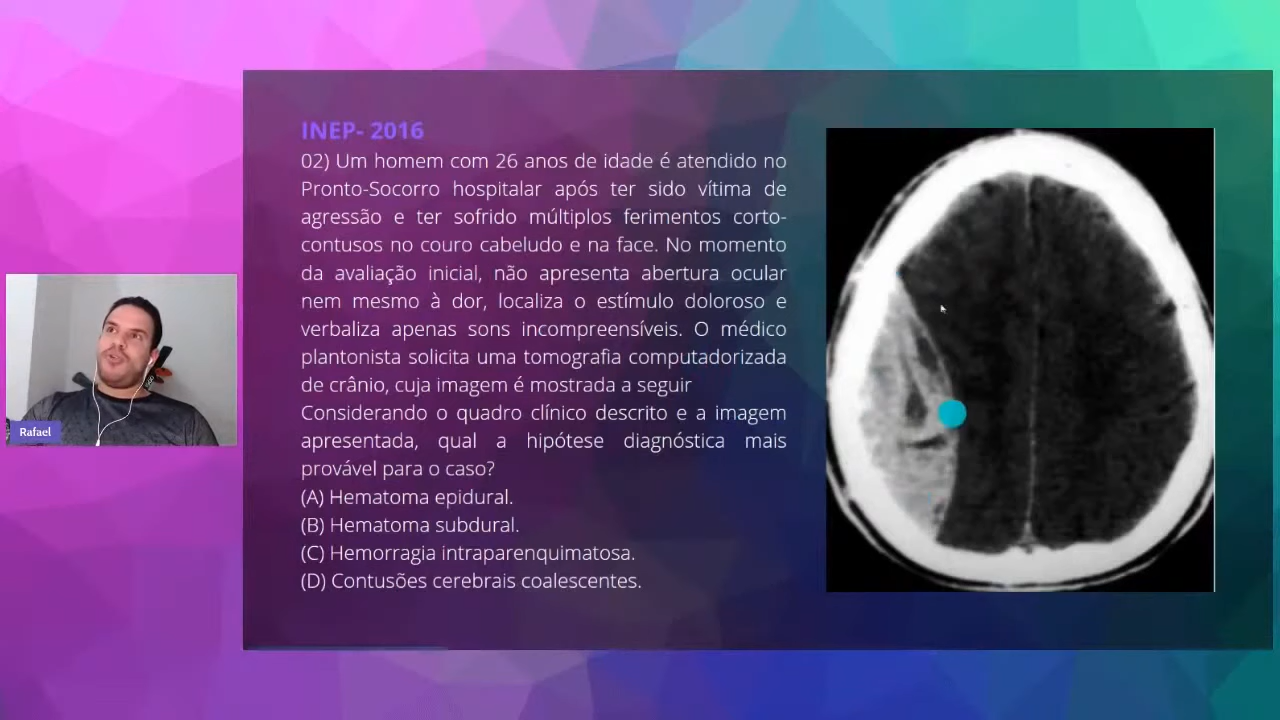 INEP- 2016
02) Um homem com 26 anos de idade é atendido no
Pronto-Socorro hospitalar após ter sido vítima de
agressão e ter sofrido múltiplos ferimentos corto-
contusos no couro cabeludo e na face. No momento
da avaliação inicial, não apresenta abertura ocular
nem mesmo à dor, localiza o estímulo doloroso e
verbaliza apenas sons incompreensíveis. O médico
plantonista solicita uma tomografia computadorizada
de crânio, cuja imagem é mostrada a seguir
Considerando o quadro clínico descrito e a imagem
apresentada, qual a hipótese diagnóstica mais
provável para o caso?
(A) Hematoma epidural.
(B) Hematoma subdural.
(C) Hemorragia intraparenquimatosa.
(D) Contusões cerebrais coalescentes.
Rafael